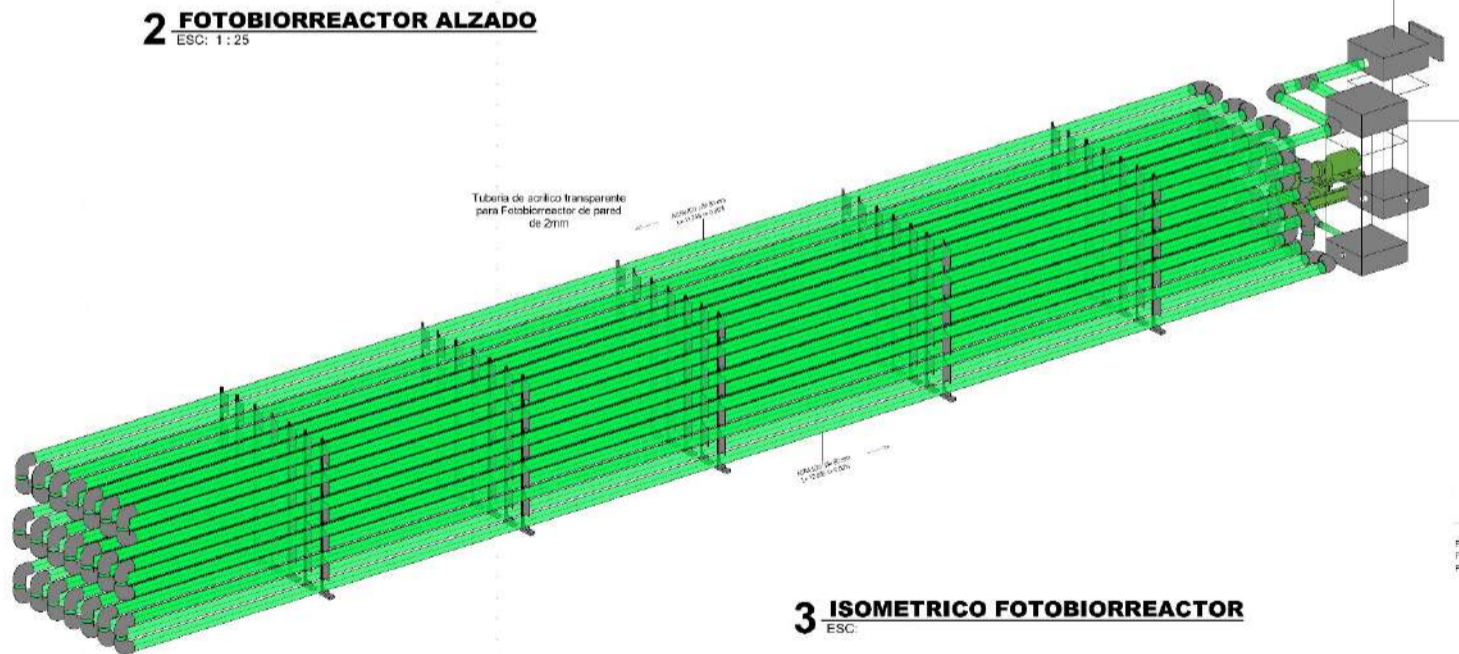 2 FOTOBIORREACTOR ALZADO
ESC: 1 : 25
Tuberia de acrilico transparente
para Fotobiorreactor de pared
de 2mm
3 ISOMETRICO FOTOBIORREACTOR
ESC: